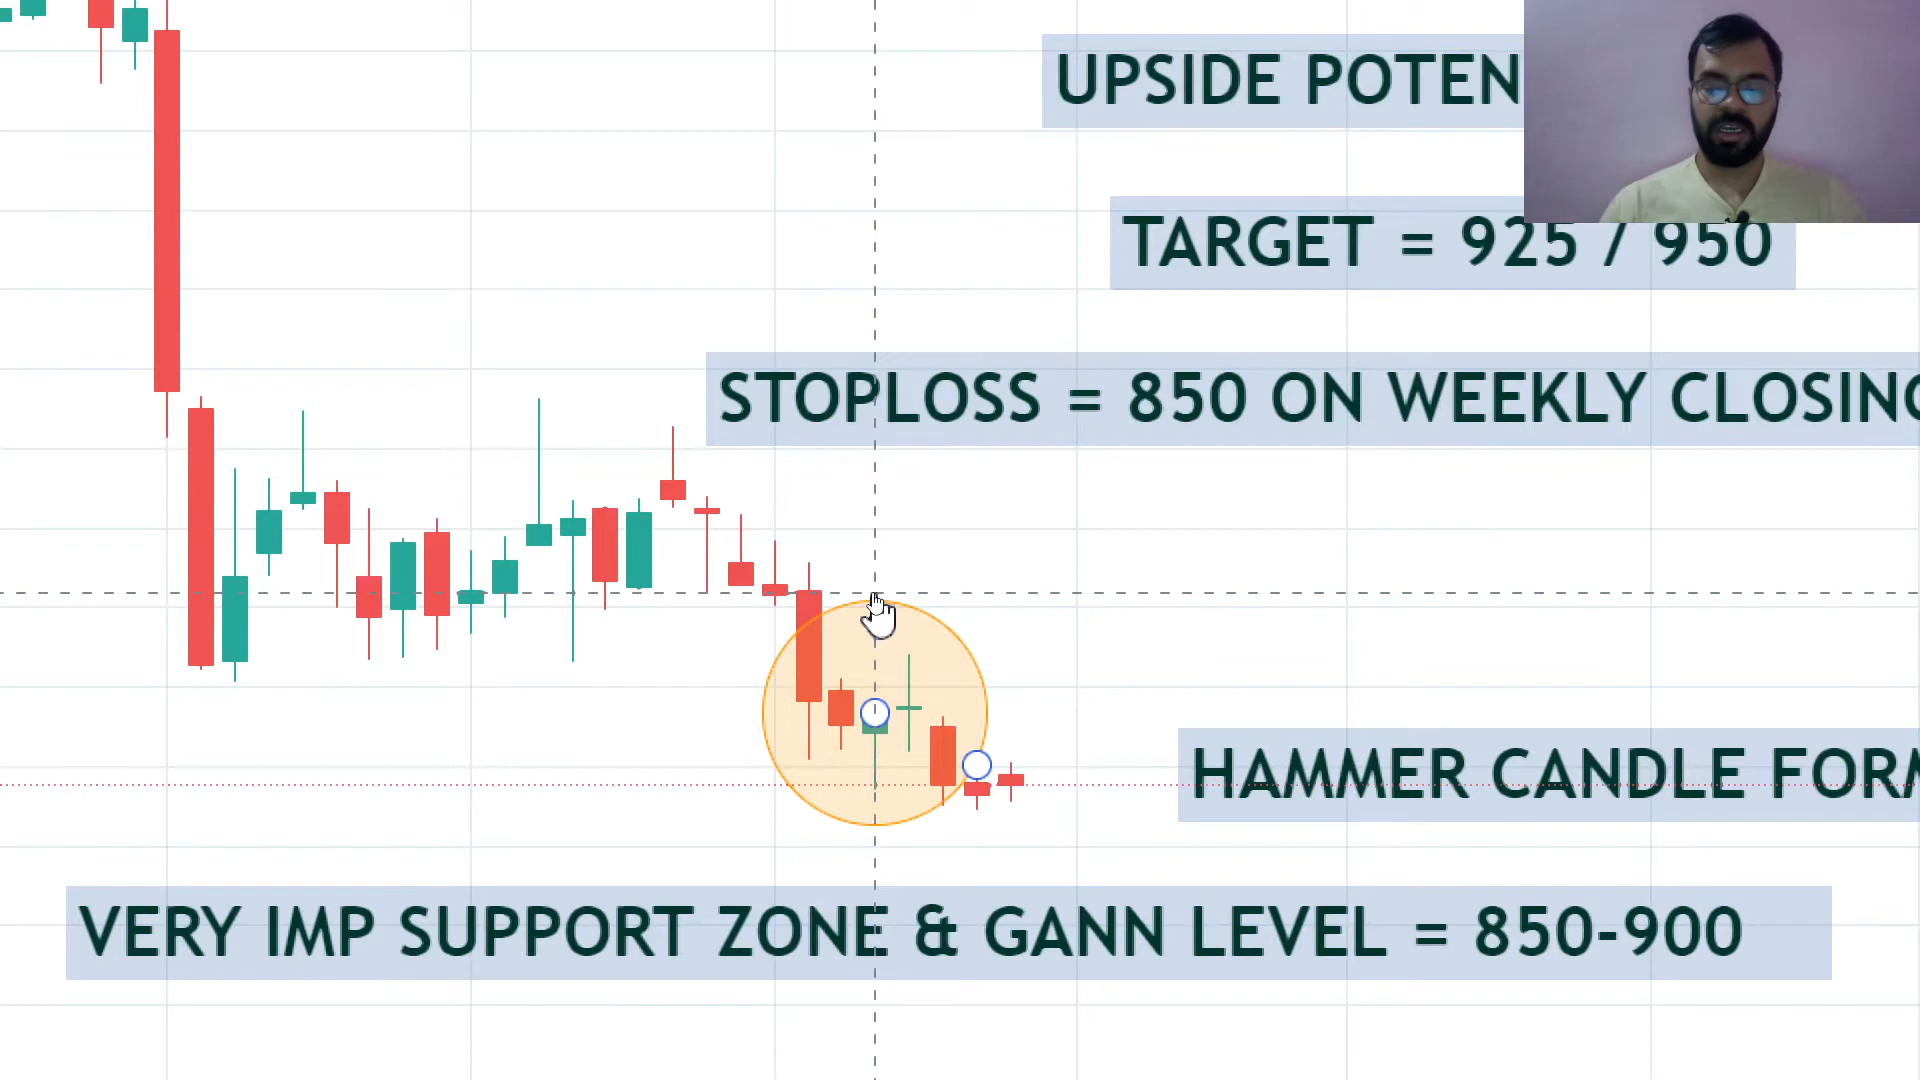 UPSIDE POTEN
TARGET = 925 / 950
STOPLOSS = 850 ON WEEKLY CLOSING
HAMMER CANDLE FORM
VERY IMP SUPPORT ZONE & GANN LEVEL = 850-900